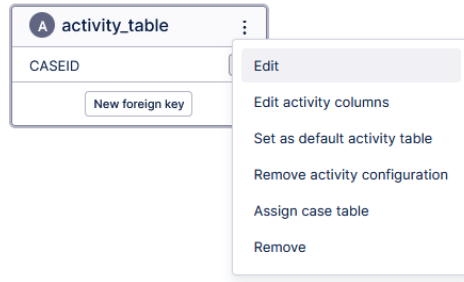 A activity_table
CASEID
New foreign key
Edit
Edit activity columns
Set as default activity table
Remove activity configuration
Assign case table
Remove